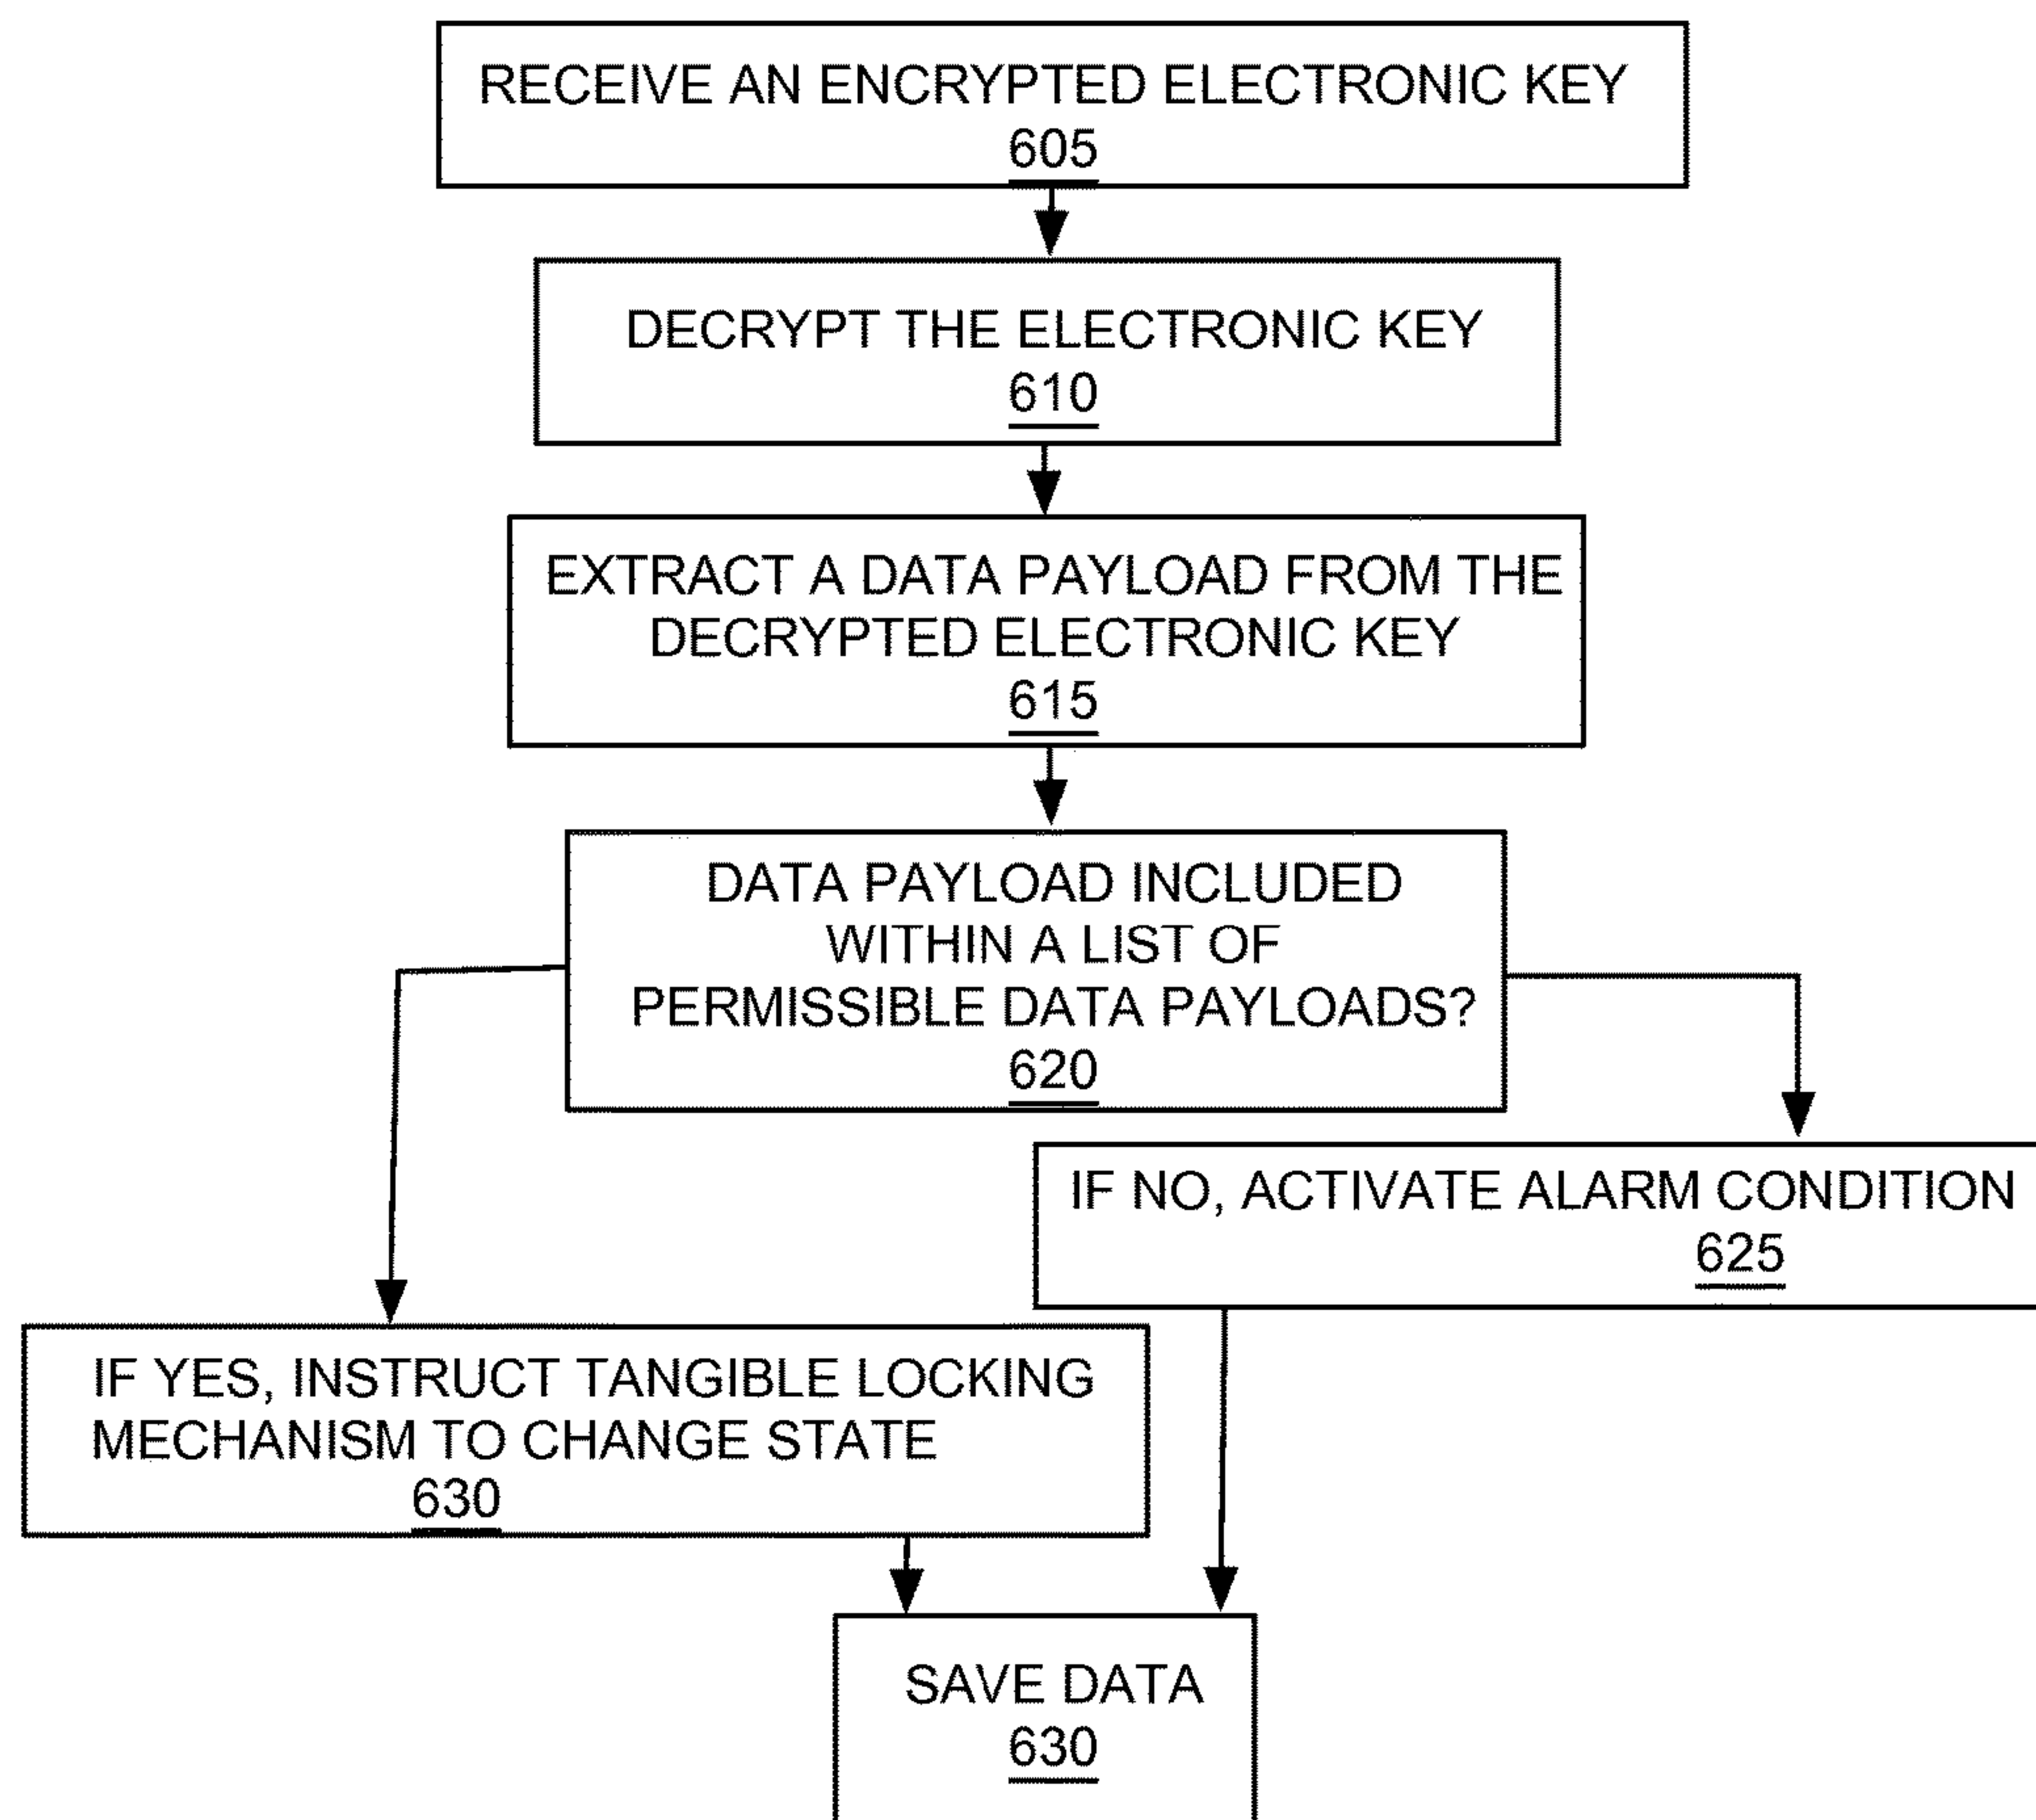 RECEIVE AN ENCRYPTED ELECTRONIC KEY
605
DECRYPT THE ELECTRONIC KEY
610
EXTRACT A DATA PAYLOAD FROM THE
DECRYPTED ELECTRONIC KEY
615
DATA PAYLOAD INCLUDED
WITHIN A LIST OF
PERMISSIBLE DATA PAYLOADS?
620
IF NO, ACTIVATE ALARM CONDITION
625
IF YES, INSTRUCT TANGIBLE LOCKING
MECHANISM TO CHANGE STATE
630
SAVE DATA
630